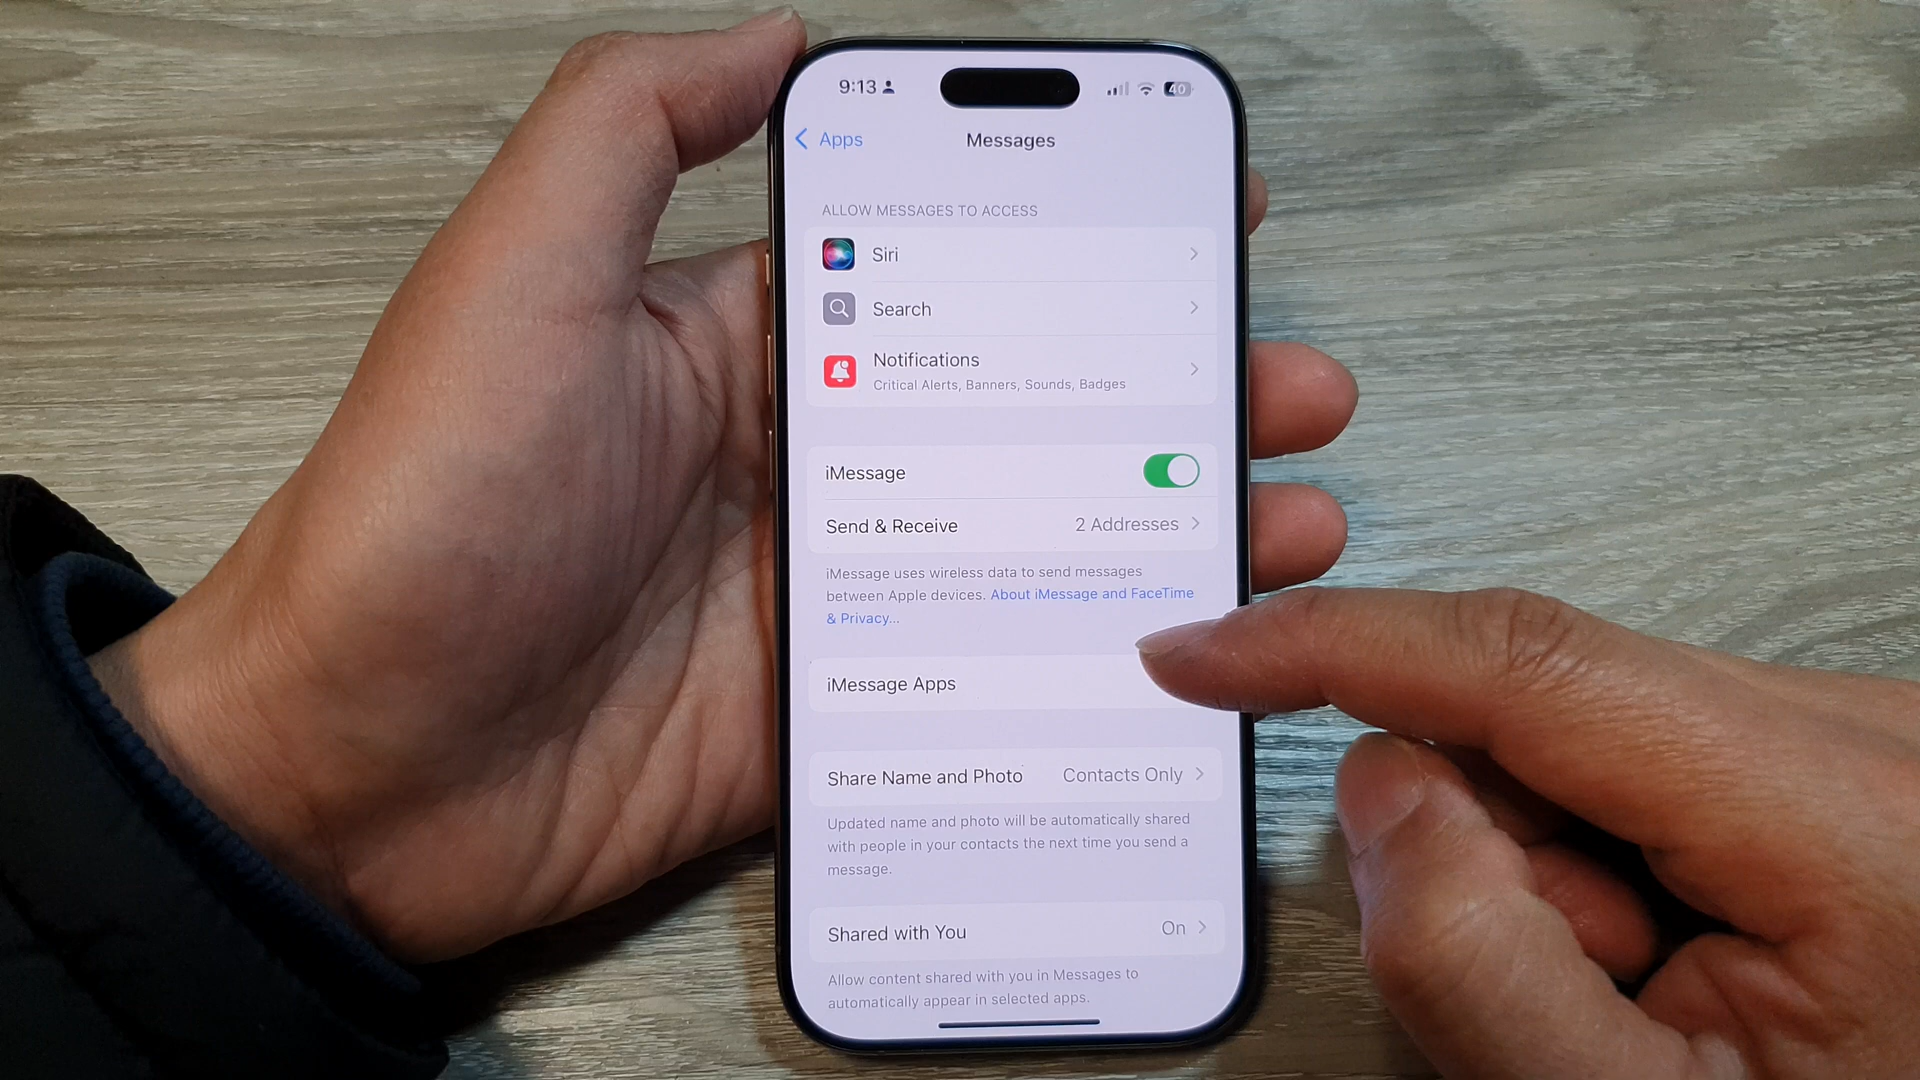 9:13
40
Apps
Messages
ALLOW MESSAGES TO ACCESS
Siri
Search
Notifications
Critical Alerts, Banners, Sounds, Badges
iMessage
Send & Receive 2 Addresses
iMessage uses wireless data to send messages
between Apple devices. About iMessage and FaceTime
& Privacy...
iMessage Apps
Share Name and Photo Contacts Only
Updated name and photo will be automatically shared
with people in your contacts the next time you send a
message.
Shared with You On
Allow content shared with you in Messages to
automatically appear in selected apps.